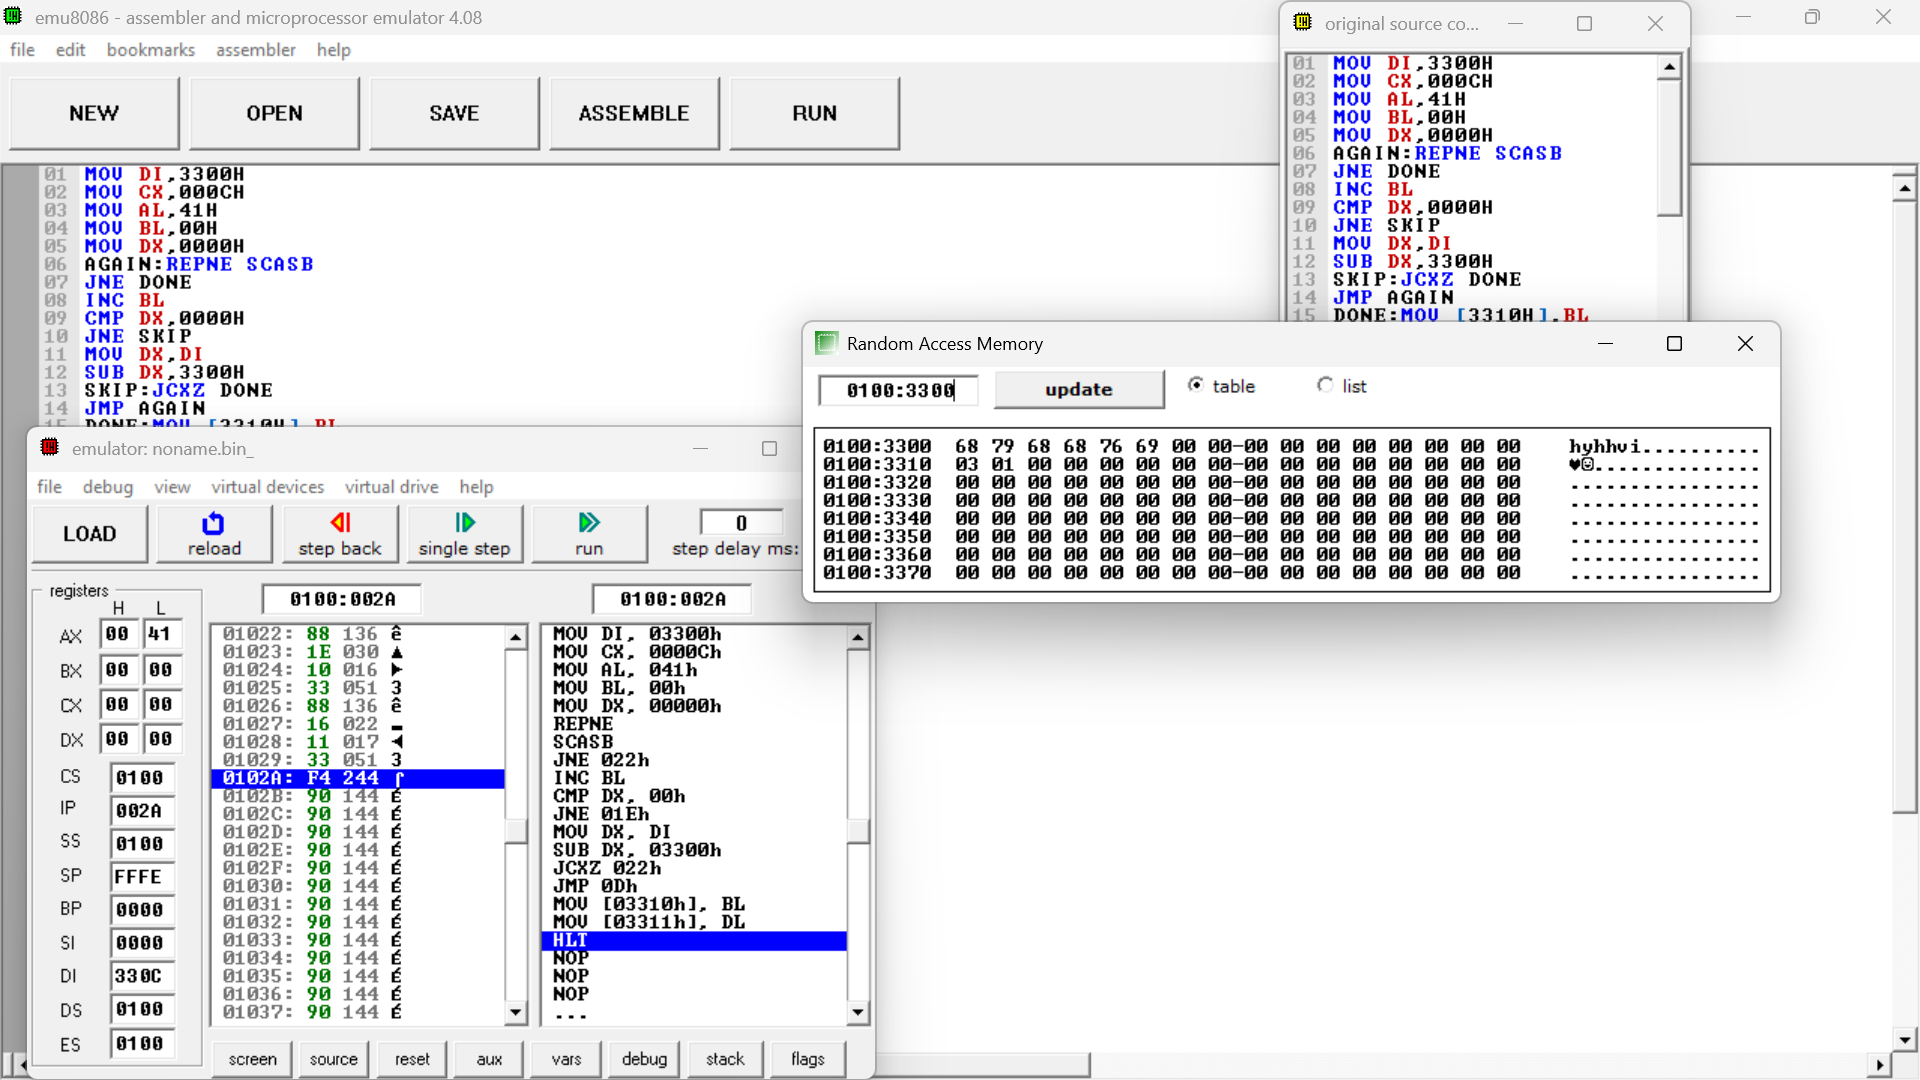 emu8086 - assembler and microprocessor emulator 4.08
file edit bookmarks assembler help
NEW OPEN SAVE ASSEMBLE RUN
01 MOV DI,3300H
02 MOV CX,000CH
03 MOV AL,41H
04 MOV BL,00H
05 MOV DX,0000H
06 AGAIN:REPNE SCASB
07 JNE DONE
08 INC BL
09 CMP DX,0000H
10 JNE SKIP
11 MOV DX,DI
12 SUB DX,3300H
13 SKIP:JCXZ DONE
14 JMP AGAIN
15 DONE:MOV [3310H],BL
original source co...
01 MOV DI,3300H
02 MOV CX,000CH
03 MOV AL,41H
04 MOV BL,00H
05 MOV DX,0000H
06 AGAIN:REPNE SCASB
07 JNE DONE
08 INC BL
09 CMP DX,0000H
10 JNE SKIP
11 MOV DX,DI
12 SUB DX,3300H
13 SKIP:JCXZ DONE
14 JMP AGAIN
15 DONE:MOV [3310H],BL
Random Access Memory
0100:3300 update table list
0100:3300 68 79 68 68 76 69 00 00-00 00 00 00 00 00 00 00 hyhhvi..........
0100:3310 03 01 00 00 00 00 00 00-00 00 00 00 00 00 00 00 ♥☺..............
0100:3320 00 00 00 00 00 00 00 00-00 00 00 00 00 00 00 00 ................
0100:3330 00 00 00 00 00 00 00 00-00 00 00 00 00 00 00 00 ................
0100:3340 00 00 00 00 00 00 00 00-00 00 00 00 00 00 00 00 ................
0100:3350 00 00 00 00 00 00 00 00-00 00 00 00 00 00 00 00 ................
0100:3360 00 00 00 00 00 00 00 00-00 00 00 00 00 00 00 00 ................
0100:3370 00 00 00 00 00 00 00 00-00 00 00 00 00 00 00 00 ................
emulator: noname.bin_
file debug view virtual devices virtual drive help
LOAD reload step back single step run 0 step delay ms:
registers
H L
AX 00 41
BX 00 00
CX 00 00
DX 00 00
CS 0100
IP 002A
SS 0100
SP FFFE
BP 0000
SI 0000
DI 330C
DS 0100
ES 0100
0100:002A
01022: 88 136 ê
01023: 1E 030 ▲
01024: 10 016 ►
01025: 33 051 3
01026: 88 136 ê
01027: 16 022 ▬
01028: 11 017 ◄
01029: 33 051 3
0102A: F4 244 ⌠
0102B: 90 144 É
0102C: 90 144 É
0102D: 90 144 É
0102E: 90 144 É
0102F: 90 144 É
01030: 90 144 É
01031: 90 144 É
01032: 90 144 É
01033: 90 144 É
01034: 90 144 É
01035: 90 144 É
01036: 90 144 É
01037: 90 144 É
0100:002A
MOV DI, 03300h
MOV CX, 0000Ch
MOV AL, 041h
MOV BL, 00h
MOV DX, 00000h
REPNE
SCASB
JNE 022h
INC BL
CMP DX, 00h
JNE 01Eh
MOV DX, DI
SUB DX, 03300h
JCXZ 022h
JMP 0Dh
MOV [03310h], BL
MOV [03311h], DL
HLT
NOP
NOP
NOP
...
screen source reset aux vars debug stack flags